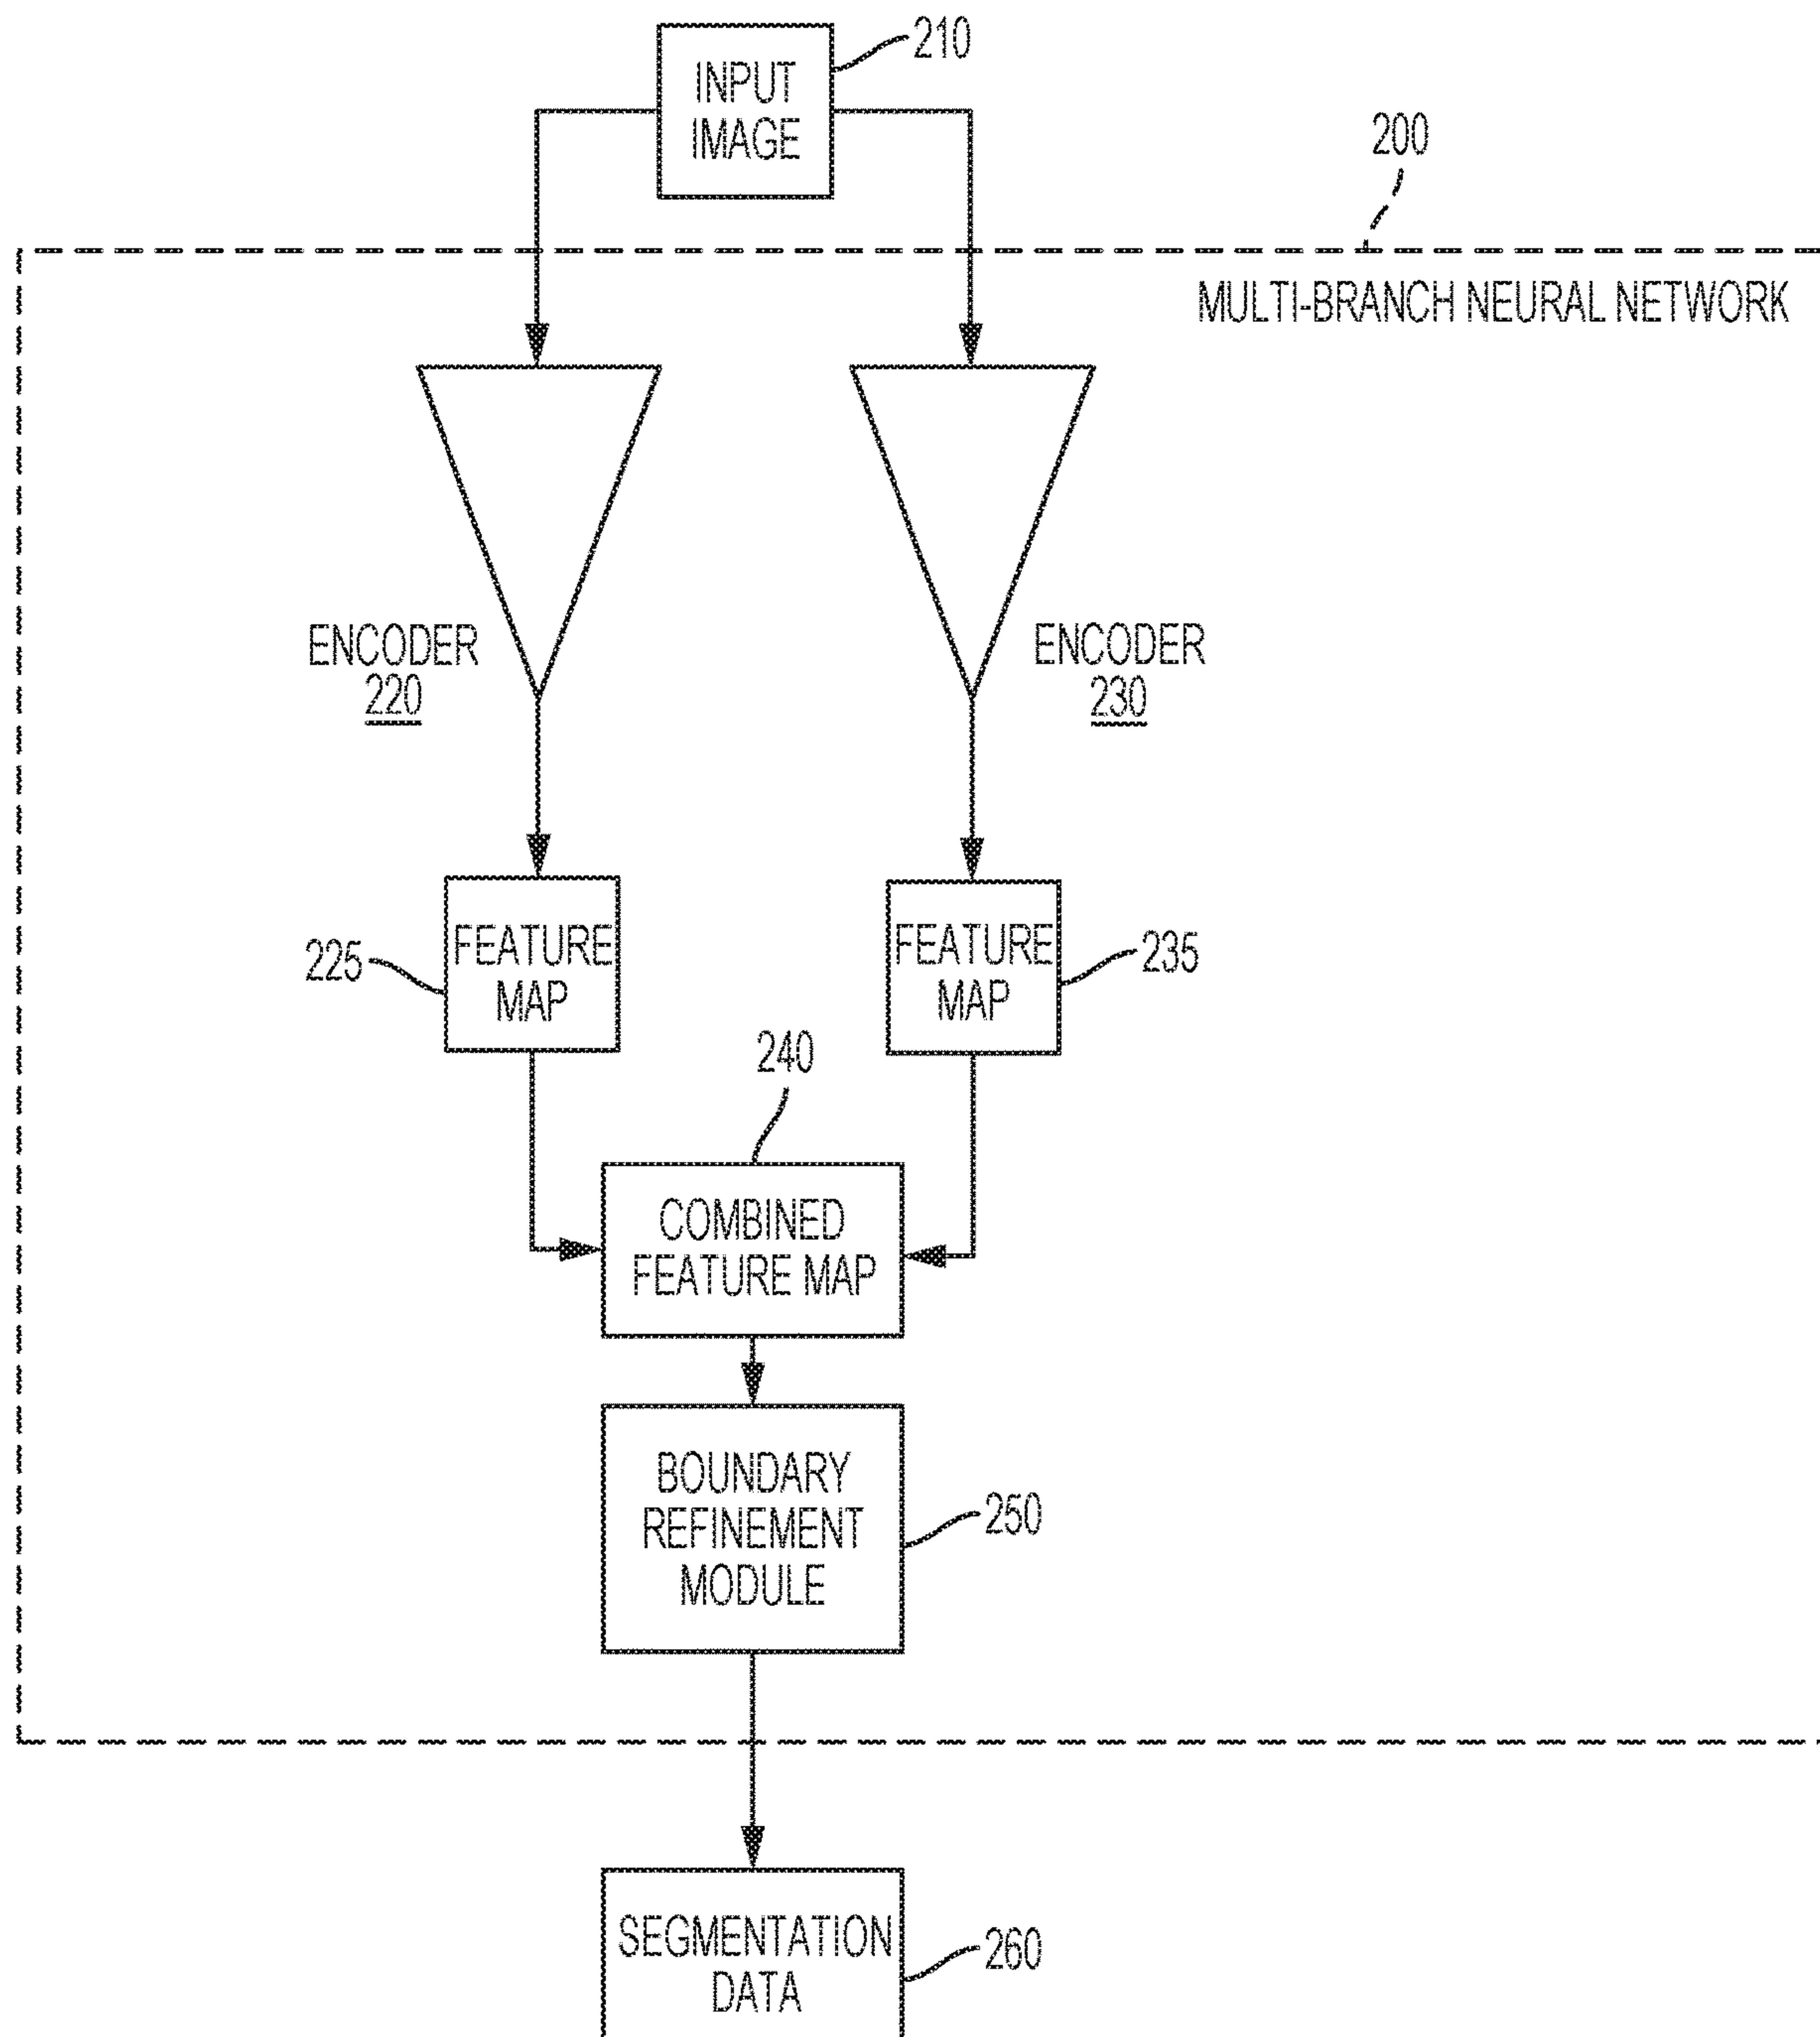 210
INPUT
IMAGE
200
MULTI-BRANCH NEURAL NETWORK
ENCODER
220
ENCODER
230
225
FEATURE
MAP
FEATURE
MAP
235
240
COMBINED
FEATURE MAP
BOUNDARY
REFINEMENT
MODULE
250
SEGMENTATION
DATA
260